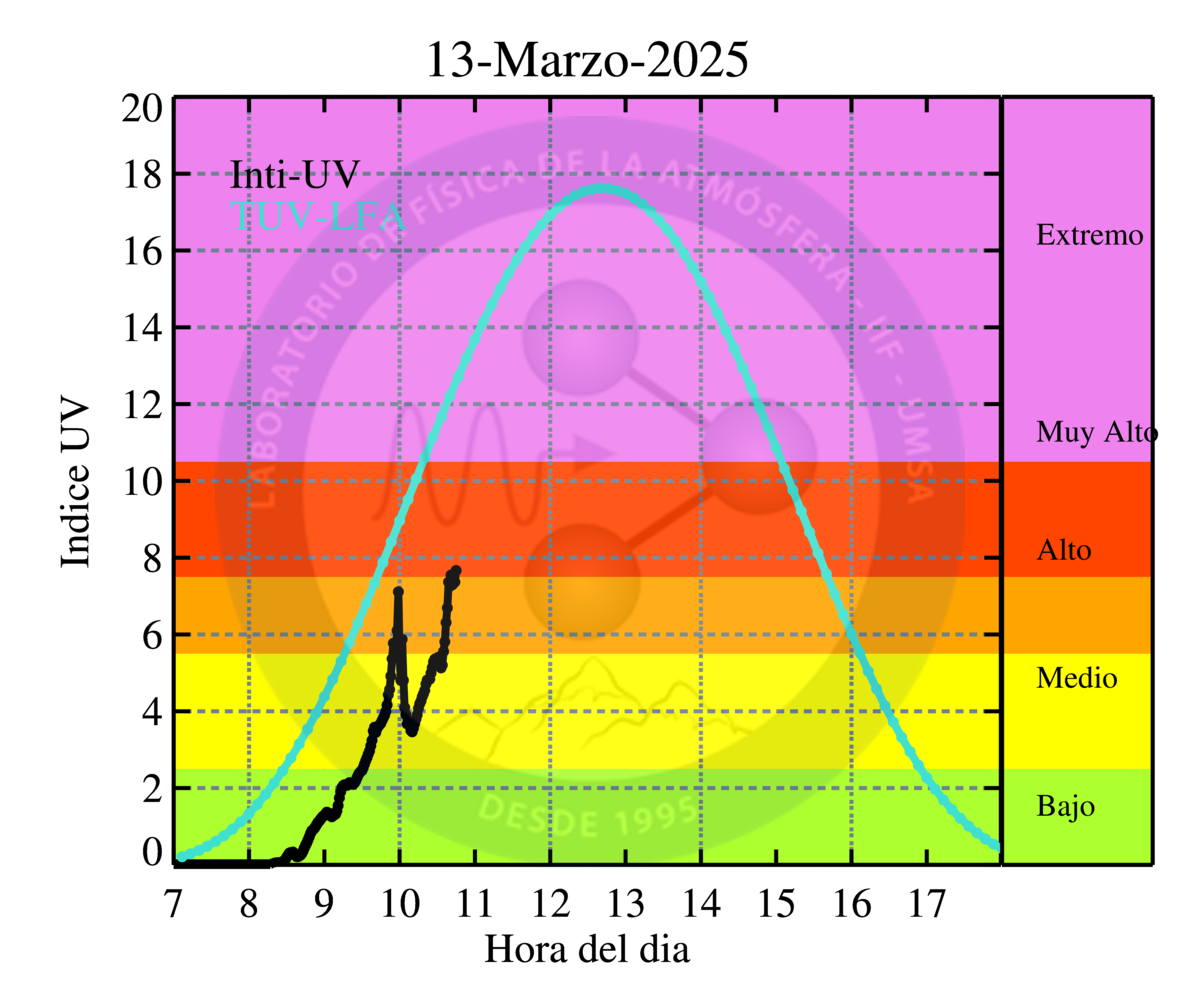 13-Marzo-2025
20
18
16
14
12
10
8
6
4
2
0
Indice UV
Inti-UV
TUV-LFA
LABORATORIO DE FÍSICA DE LA ATMÓSFERA - IIF - UMSA
DESDE 1995
Extremo
Muy Alto
Alto
Medio
Bajo
7 8 9 10 11 12 13 14 15 16 17
Hora del dia